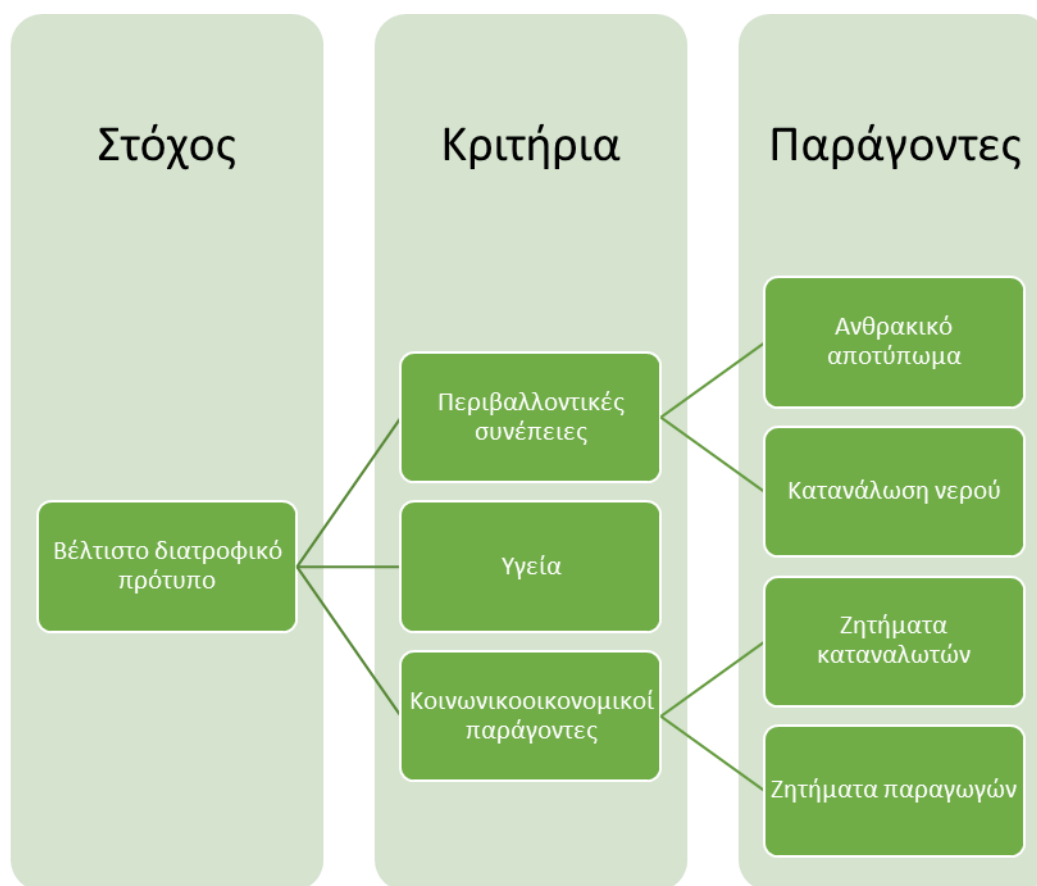 Στόχος
Κριτήρια
Παράγοντες
Βέλτιστο διατροφικό
πρότυπο
Περιβαλλοντικές
συνέπειες
Υγεία
Κοινωνικοοικονομικοί
παράγοντες
Ανθρακικό
αποτύπωμα
Κατανάλωση νερού
Ζητήματα
καταναλωτών
Ζητήματα παραγωγών